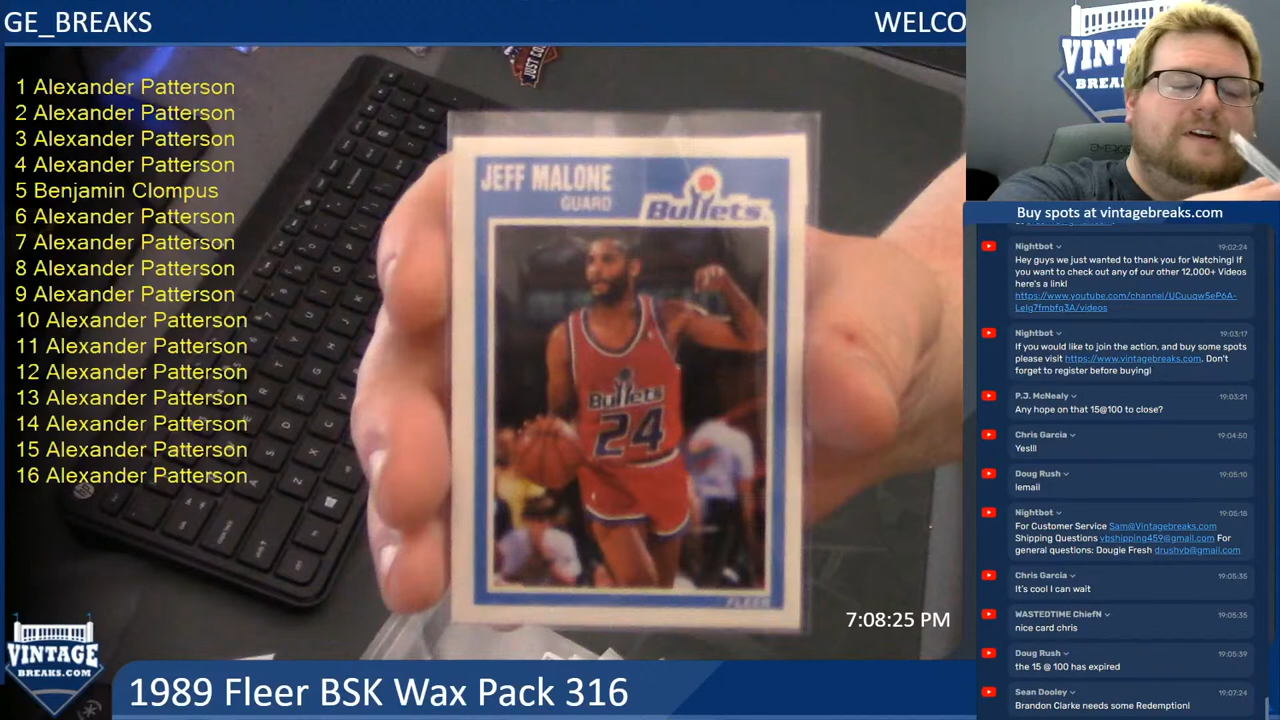 GE_BREAKS
WELCO
1 Alexander Patterson
2 Alexander Patterson
3 Alexander Patterson
4 Alexander Patterson
5 Benjamin Clompus
6 Alexander Patterson
7 Alexander Patterson
8 Alexander Patterson
9 Alexander Patterson
10 Alexander Patterson
11 Alexander Patterson
12 Alexander Patterson
13 Alexander Patterson
14 Alexander Patterson
15 Alexander Patterson
16 Alexander Patterson
JUST CO
JEFF MALONE
GUARD
Bullets
Bullets
24
FLEER
7:08:25 PM
VINTAGE
BREAKS.COM
1989 Fleer BSK Wax Pack 316
Buy spots at vintagebreaks.com
Nightbot 19:02:24
Hey guys we just wanted to thank you for Watching! If
you want to check out any of our other 12,000+ Videos
here's a link!
https://www.youtube.com/channel/UCuuqw5eP6A-
LeIg7fmbfq3A/videos
Nightbot 19:03:17
If you would like to join the action, and buy some spots
please visit https://www.vintagebreaks.com. Don't
forget to register before buying!
P.J. McNealy 19:03:21
Any hope on that 15@100 to close?
Chris Garcia 19:04:50
Yes!!!
Doug Rush 19:05:10
!email
Nightbot 19:05:18
For Customer Service Sam@Vintagebreaks.com
Shipping Questions vbshipping459@gmail.com For
general questions: Dougie Fresh drushvb@gmail.com
Chris Garcia 19:05:35
It's cool I can wait
WASTEDTIME ChiefN 19:05:35
nice card chris
Doug Rush 19:05:39
the 15 @ 100 has expired
Sean Dooley 19:07:24
Brandon Clarke needs some Redemption!